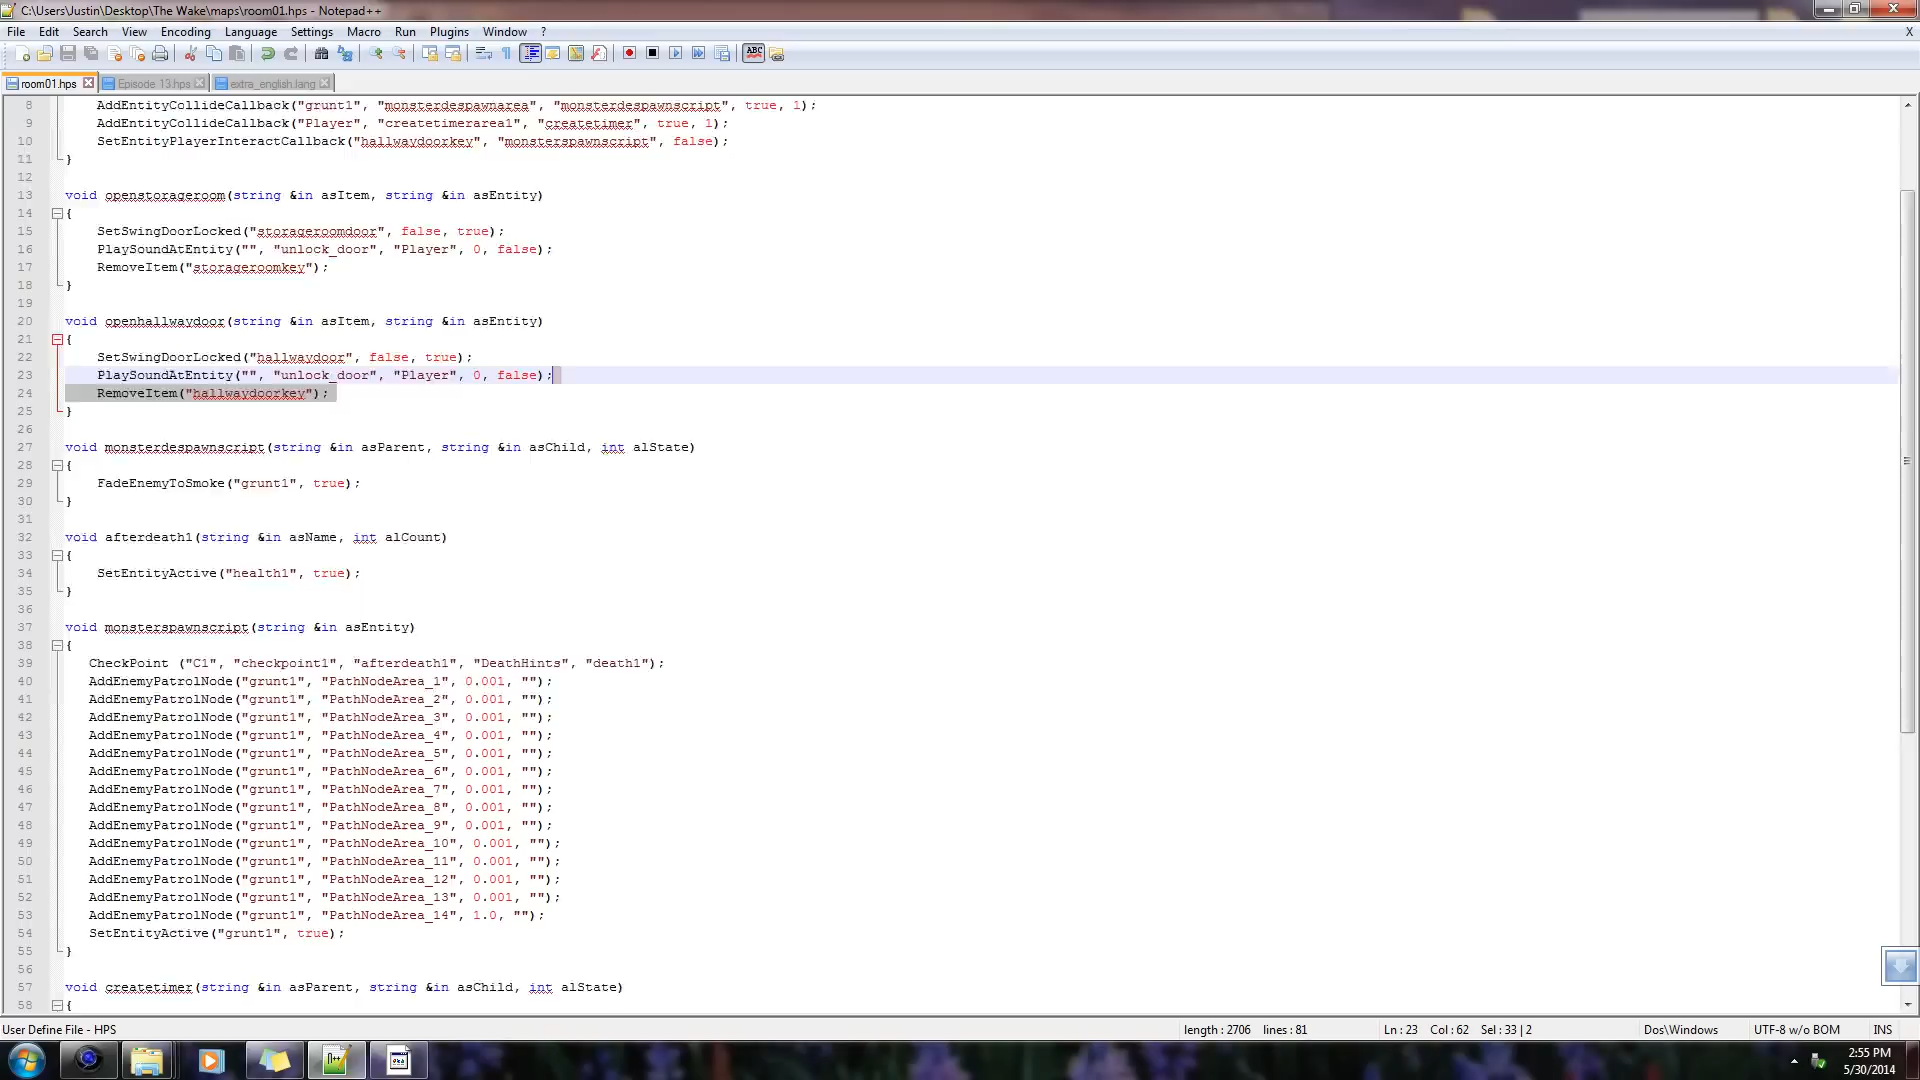 C:\Users\Justin\Desktop\The Wake\maps\room01.hps - Notepad++
File Edit Search View Encoding Language Settings Macro Run Plugins Window ? X
ABC
room01.hps Episode 13.hps extra_english.lang
8 AddEntityCollideCallback("grunt1", "monsterdespawnarea", "monsterdespawnscript", true, 1);
9 AddEntityCollideCallback("Player", "createtimerarea1", "createtimer", true, 1);
10 SetEntityPlayerInteractCallback("hallwaydoorkey", "monsterspawnscript", false);
11 }
12
13 void openstorageroom(string &in asItem, string &in asEntity)
14 {
15 SetSwingDoorLocked("storageroomdoor", false, true);
16 PlaySoundAtEntity("", "unlock_door", "Player", 0, false);
17 RemoveItem("storageroomkey");
18 }
19
20 void openhallwaydoor(string &in asItem, string &in asEntity)
21 {
22 SetSwingDoorLocked("hallwaydoor", false, true);
23 PlaySoundAtEntity("", "unlock_door", "Player", 0, false);
24 RemoveItem("hallwaydoorkey");
25 }
26
27 void monsterdespawnscript(string &in asParent, string &in asChild, int alState)
28 {
29 FadeEnemyToSmoke("grunt1", true);
30 }
31
32 void afterdeath1(string &in asName, int alCount)
33 {
34 SetEntityActive("health1", true);
35 }
36
37 void monsterspawnscript(string &in asEntity)
38 {
39 CheckPoint ("C1", "checkpoint1", "afterdeath1", "DeathHints", "death1");
40 AddEnemyPatrolNode("grunt1", "PathNodeArea_1", 0.001, "");
41 AddEnemyPatrolNode("grunt1", "PathNodeArea_2", 0.001, "");
42 AddEnemyPatrolNode("grunt1", "PathNodeArea_3", 0.001, "");
43 AddEnemyPatrolNode("grunt1", "PathNodeArea_4", 0.001, "");
44 AddEnemyPatrolNode("grunt1", "PathNodeArea_5", 0.001, "");
45 AddEnemyPatrolNode("grunt1", "PathNodeArea_6", 0.001, "");
46 AddEnemyPatrolNode("grunt1", "PathNodeArea_7", 0.001, "");
47 AddEnemyPatrolNode("grunt1", "PathNodeArea_8", 0.001, "");
48 AddEnemyPatrolNode("grunt1", "PathNodeArea_9", 0.001, "");
49 AddEnemyPatrolNode("grunt1", "PathNodeArea_10", 0.001, "");
50 AddEnemyPatrolNode("grunt1", "PathNodeArea_11", 0.001, "");
51 AddEnemyPatrolNode("grunt1", "PathNodeArea_12", 0.001, "");
52 AddEnemyPatrolNode("grunt1", "PathNodeArea_13", 0.001, "");
53 AddEnemyPatrolNode("grunt1", "PathNodeArea_14", 1.0, "");
54 SetEntityActive("grunt1", true);
55 }
56
57 void createtimer(string &in asParent, string &in asChild, int alState)
58 {
User Define File - HPS length : 2706 lines : 81 Ln : 23 Col : 62 Sel : 33 | 2 Dos\Windows UTF-8 w/o BOM INS
2:55 PM
5/30/2014